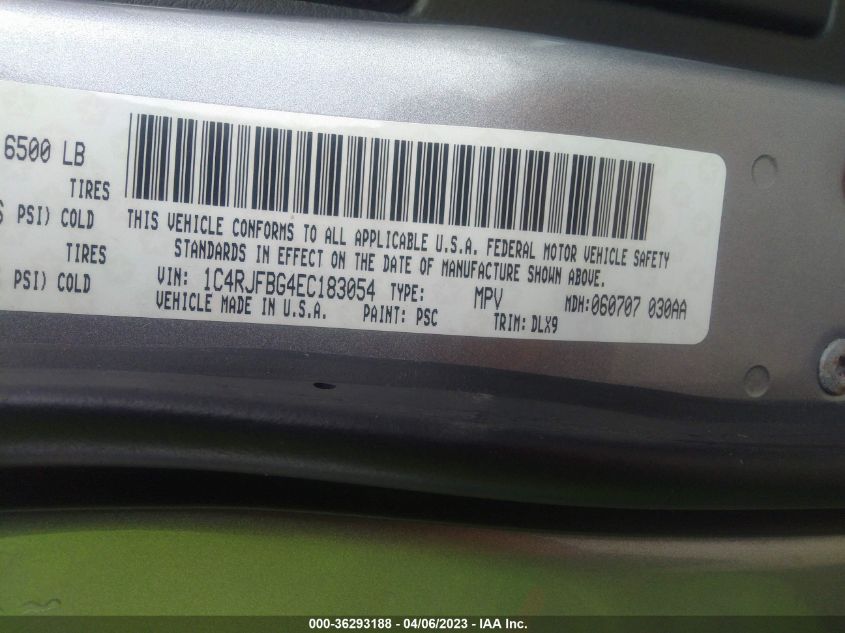 6500 LB
TIRES
PSI) COLD
TIRES
PSI) COLD
THIS VEHICLE CONFORMS TO ALL APPLICABLE U.S.A. FEDERAL MOTOR VEHICLE SAFETY
STANDARDS IN EFFECT ON THE DATE OF MANUFACTURE SHOWN ABOVE.
VIN: 1C4RJFBG4EC183054 TYPE: MPV MDH:060707 030AA
VEHICLE MADE IN U.S.A. PAINT: PSC TRIM: DLX9
000-36293188 - 04/06/2023 - IAA Inc.